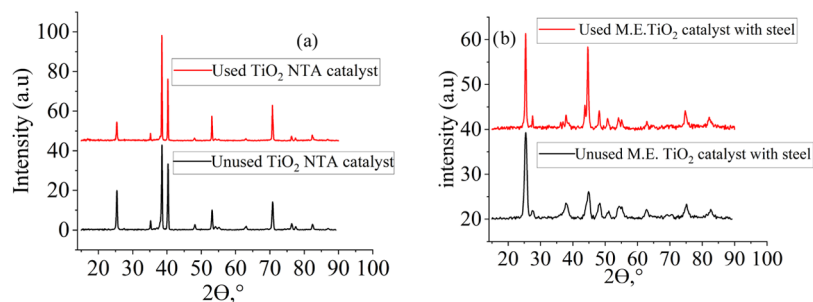 (a)
100
80
60
40
20
0
Intensity (a.u)
Used TiO2 NTA catalyst
Unused TiO2 NTA catalyst
20 30 40 50 60 70 80 90 100
2Θ,°
(b)
60
50
40
30
20
intensity (a.u)
Used M.E.TiO2 catalyst with steel
Unused M.E. TiO2 catalyst with steel
20 30 40 50 60 70 80 90 100
2Θ,°